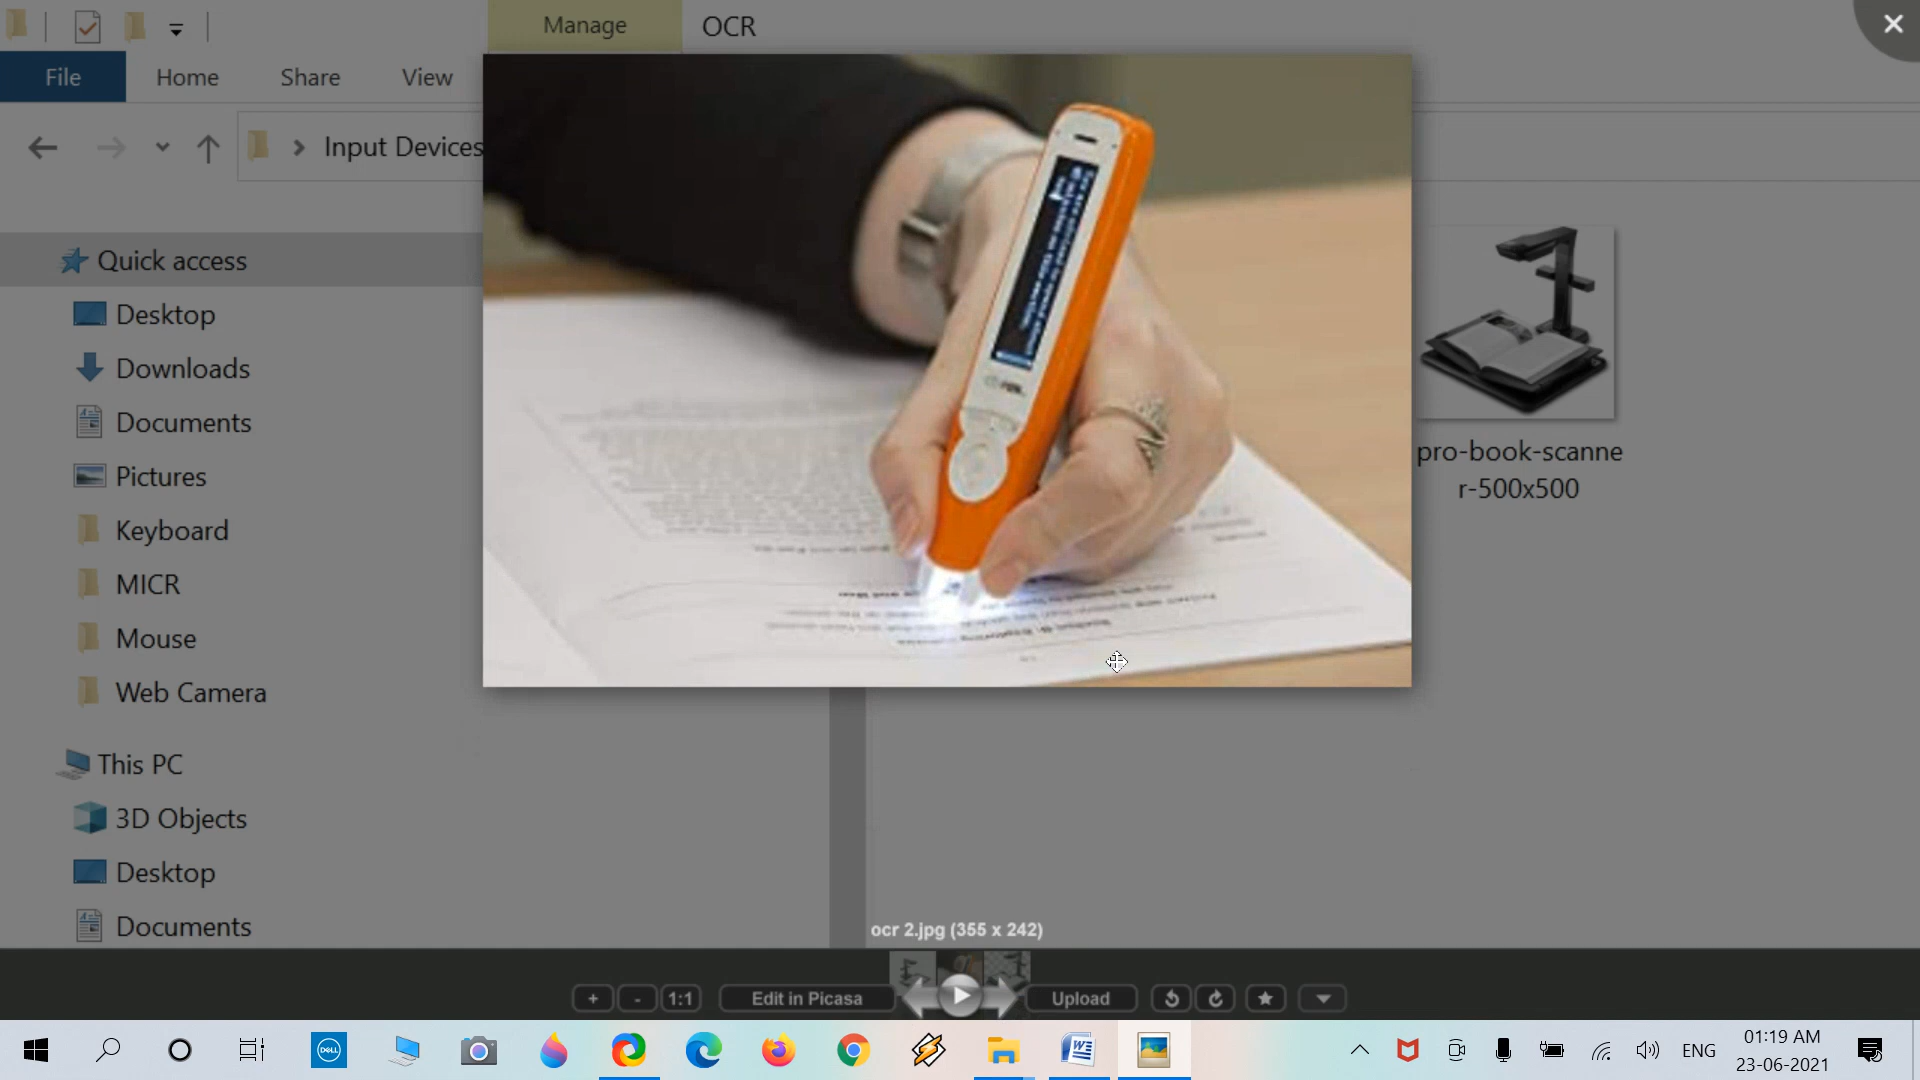 Manage
OCR
File
Home
Share
View
Input Devices
Quick access
Desktop
Downloads
Documents
Pictures
Keyboard
MICR
Mouse
Web Camera
This PC
3D Objects
Desktop
Documents
pro-book-scanne
r-500x500
ocr 2.jpg (355 x 242)
+
-
1:1
Edit in Picasa
Upload
DELL
W
ENG
01:19 AM
23-06-2021